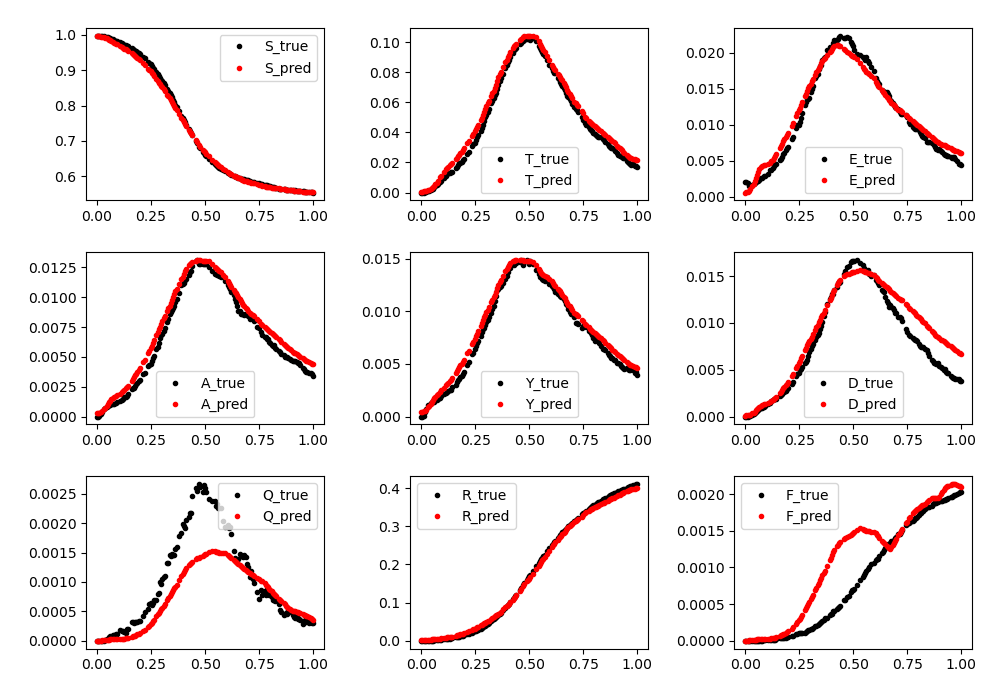 1.0
0.9
0.8
0.7
0.6
0.00 0.25 0.50 0.75 1.00
S_true
S_pred
0.10
0.08
0.06
0.04
0.02
0.00
0.00 0.25 0.50 0.75 1.00
T_true
T_pred
0.020
0.015
0.010
0.005
0.000
0.00 0.25 0.50 0.75 1.00
E_true
E_pred
0.0125
0.0100
0.0075
0.0050
0.0025
0.0000
0.00 0.25 0.50 0.75 1.00
A_true
A_pred
0.015
0.010
0.005
0.000
0.00 0.25 0.50 0.75 1.00
Y_true
Y_pred
0.015
0.010
0.005
0.000
0.00 0.25 0.50 0.75 1.00
D_true
D_pred
0.0025
0.0020
0.0015
0.0010
0.0005
0.0000
0.00 0.25 0.50 0.75 1.00
Q_true
Q_pred
0.4
0.3
0.2
0.1
0.0
0.00 0.25 0.50 0.75 1.00
R_true
R_pred
0.0020
0.0015
0.0010
0.0005
0.0000
0.00 0.25 0.50 0.75 1.00
F_true
F_pred